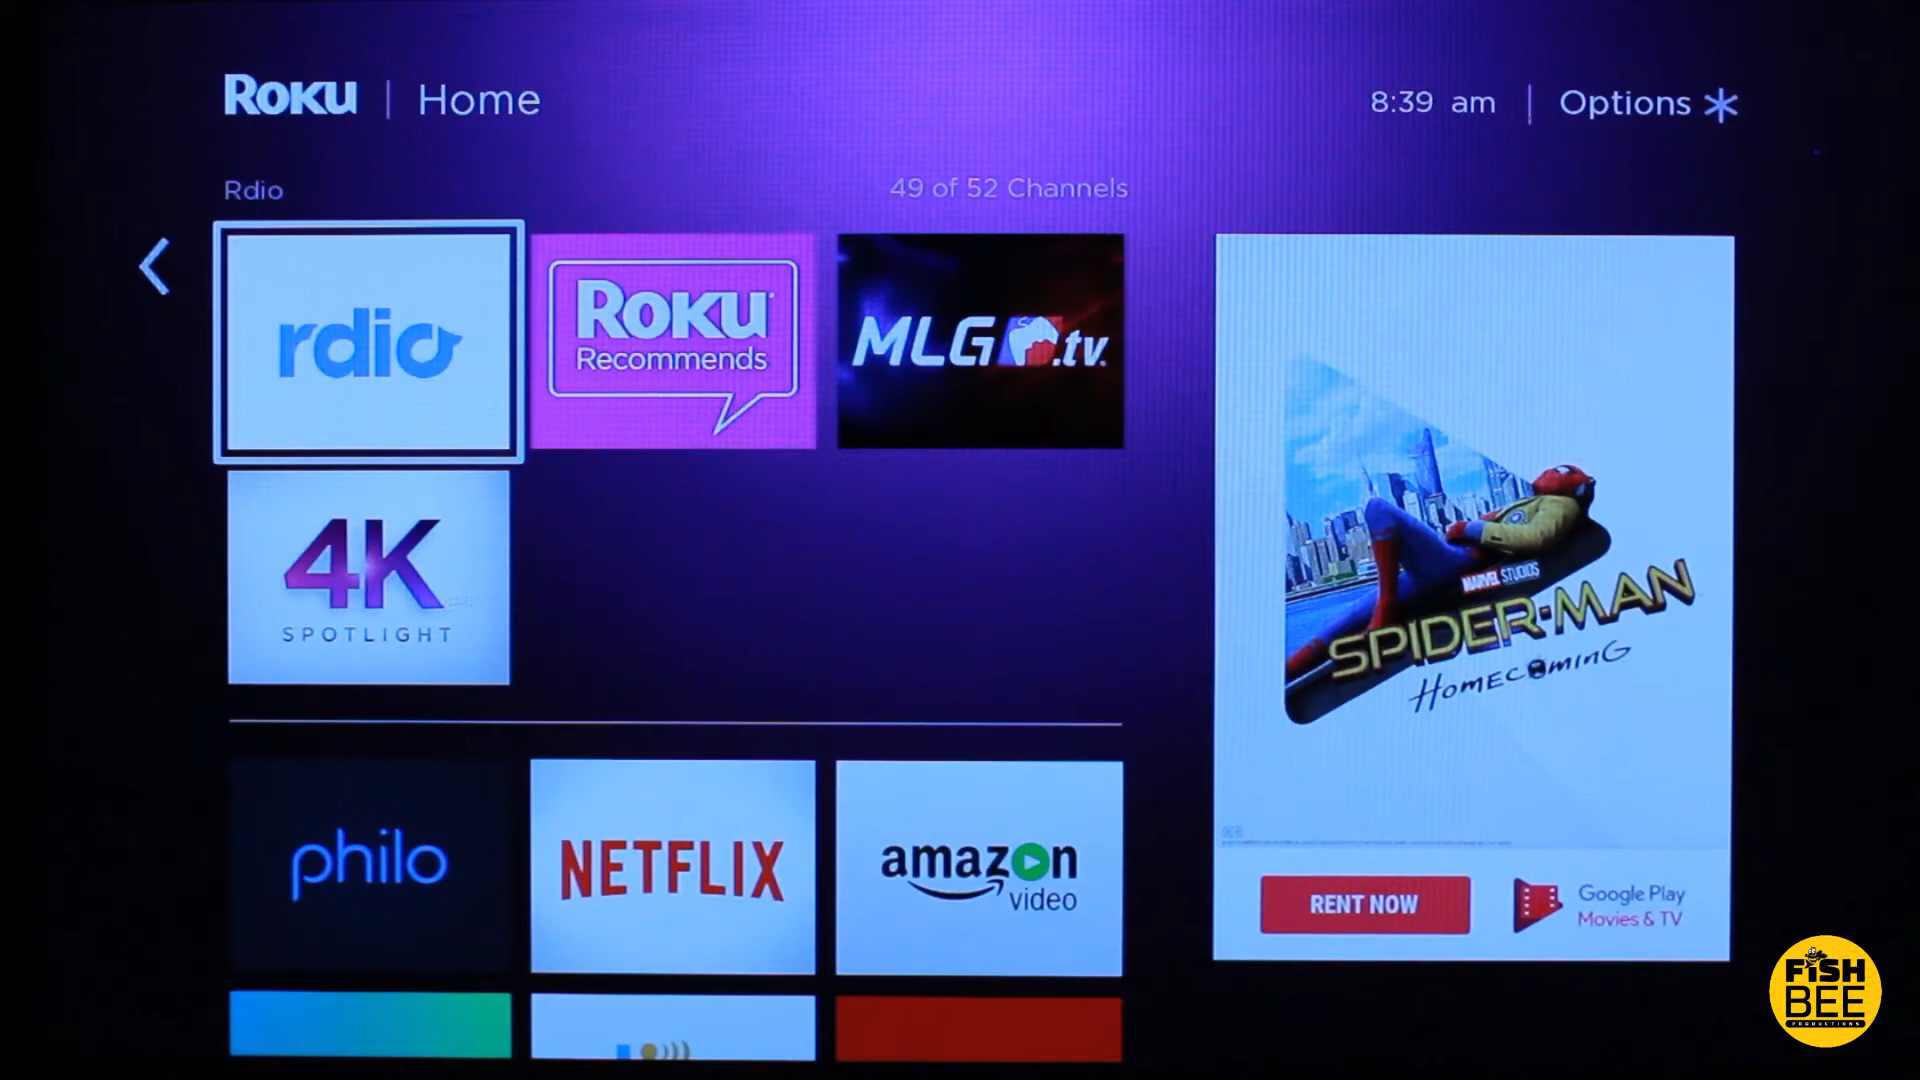 ROKU | Home
8:39 am | Options
Rdio
49 of 52 Channels
rdio
ROKU
Recommends
MLG.tv
4K
SPOTLIGHT
MARVEL STUDIOS
SPIDER-MAN
HOMECOMING
philo
NETFLIX
amazon
video
RENT NOW
Google Play
Movies & TV
FISH
BEE
PRODUCTIONS